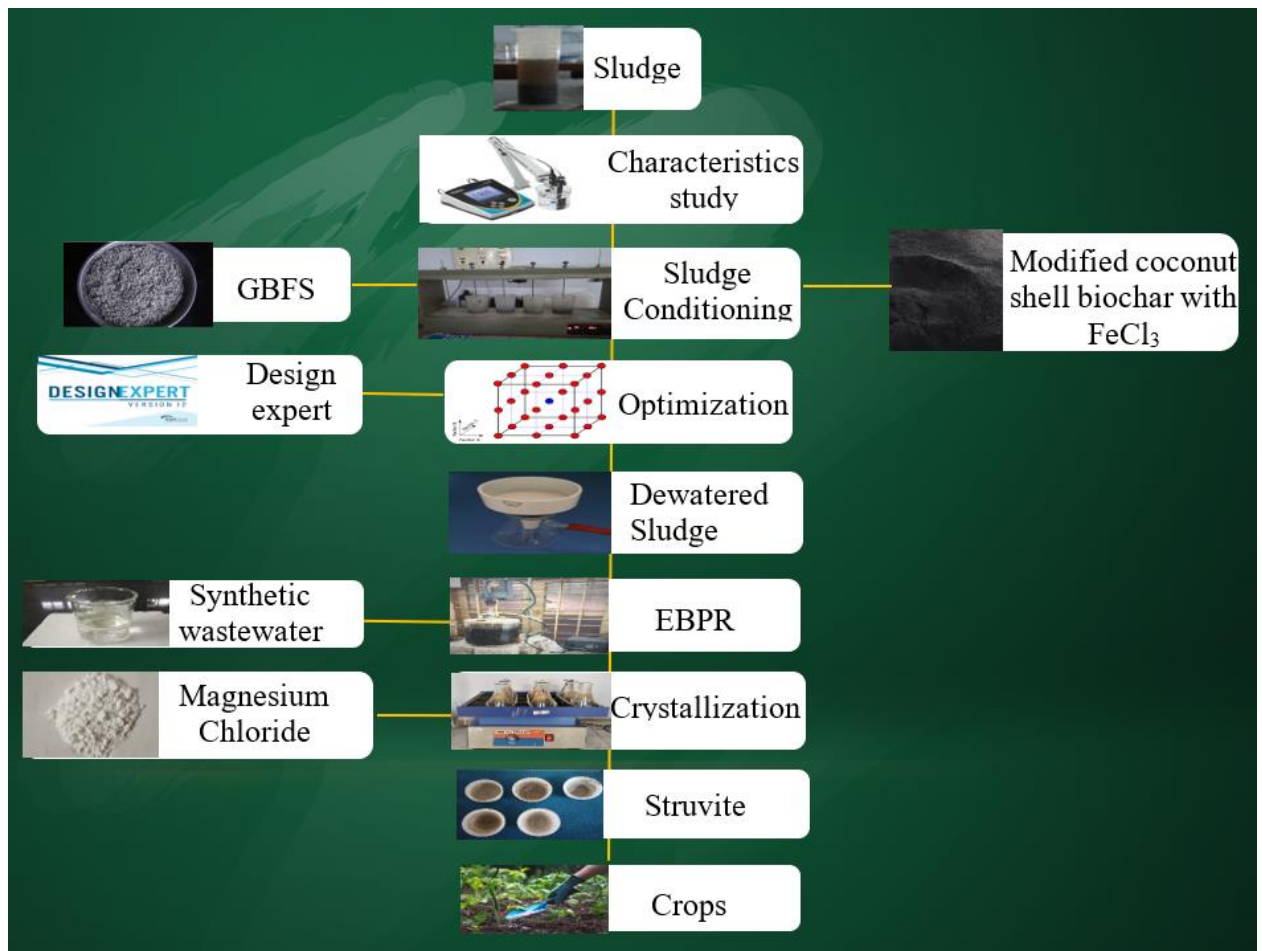 Sludge
Characteristics
study
GBFS
Sludge
Conditioning
Modified coconut
shell biochar with
FeCl₃
DESIGNEXPERT
Design
expert
Optimization
Dewatered
Sludge
Synthetic
wastewater
EBPR
Magnesium
Chloride
Crystallization
Struvite
Crops